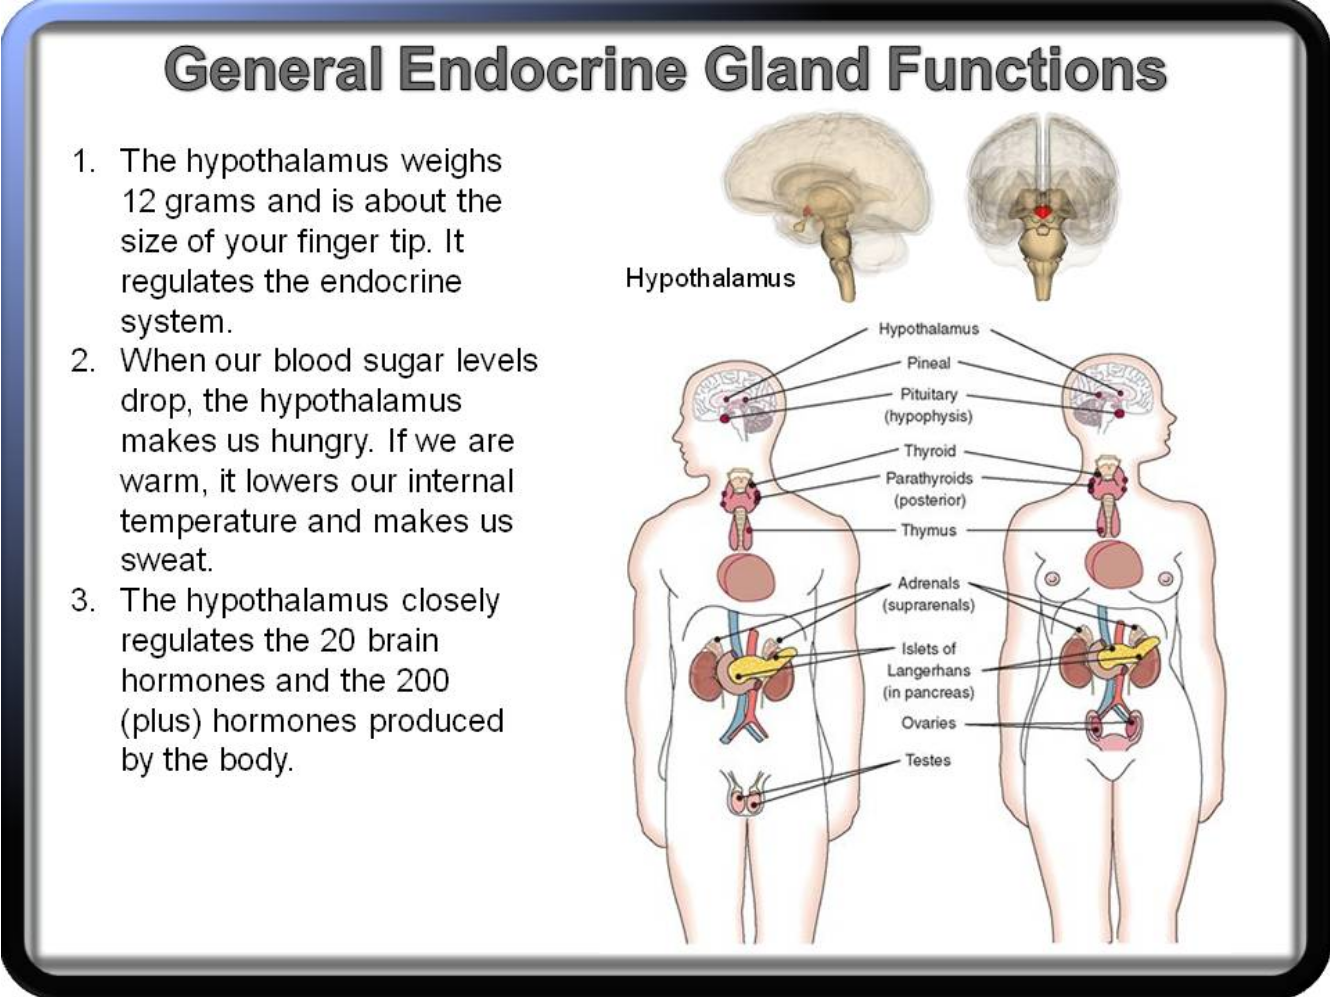 General Endocrine Gland Functions
1. The hypothalamus weighs
12 grams and is about the
size of your finger tip. It
regulates the endocrine
system.
2. When our blood sugar levels
drop, the hypothalamus
makes us hungry. If we are
warm, it lowers our internal
temperature and makes us
sweat.
3. The hypothalamus closely
regulates the 20 brain
hormones and the 200
(plus) hormones produced
by the body.
Hypothalamus
Hypothalamus
Pineal
Pituitary
(hypophysis)
Thyroid
Parathyroids
(posterior)
Thymus
Adrenals
(suprarenals)
Islets of
Langerhans
(in pancreas)
Ovaries
Testes